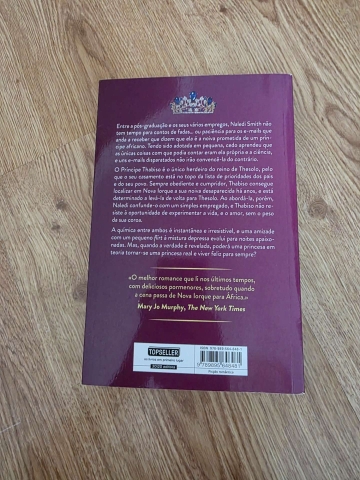 Entre a pós-graduação e os seus vários empregos, Naledi Smith não
tem tempo para contos de fadas... ou paciência para os e-mails que
anda a receber que dizem que ela é a noiva prometida de um prín-
cipe africano. Tendo sido adotada em pequena, cedo aprendeu que
as únicas coisas com que podia contar eram ela própria e a ciência,
e uns e-mails disparatados não irão convencê-la do contrário.
O Príncipe Thabiso é o único herdeiro do reino de Thesolo, pelo
que o seu casamento está no topo da lista de prioridades dos pais
e do seu povo. Sempre obediente e cumpridor, Thabiso consegue
localizar em Nova Iorque a sua noiva desaparecida há anos, e está
determinado a levá-la de volta para Thesolo. Ao abordá-la, porém,
Naledi confunde-o com um simples empregado, e Thabiso não re-
siste à oportunidade de experimentar a vida, e o amor, sem o peso
da sua coroa.
A química entre ambos é instantânea e irresistível, e uma amizade
com um pequeno flirt à mistura depressa evolui para noites apaixo-
nadas. Mas, quando a verdade é revelada, poderá uma princesa em
teoria tornar-se uma princesa real e viver feliz para sempre?
«O melhor romance que li nos últimos tempos,
com deliciosos pormenores, sobretudo quando
a cena passa de Nova Iorque para África.»
Mary Jo Murphy, The New York Times
TOPSELLER